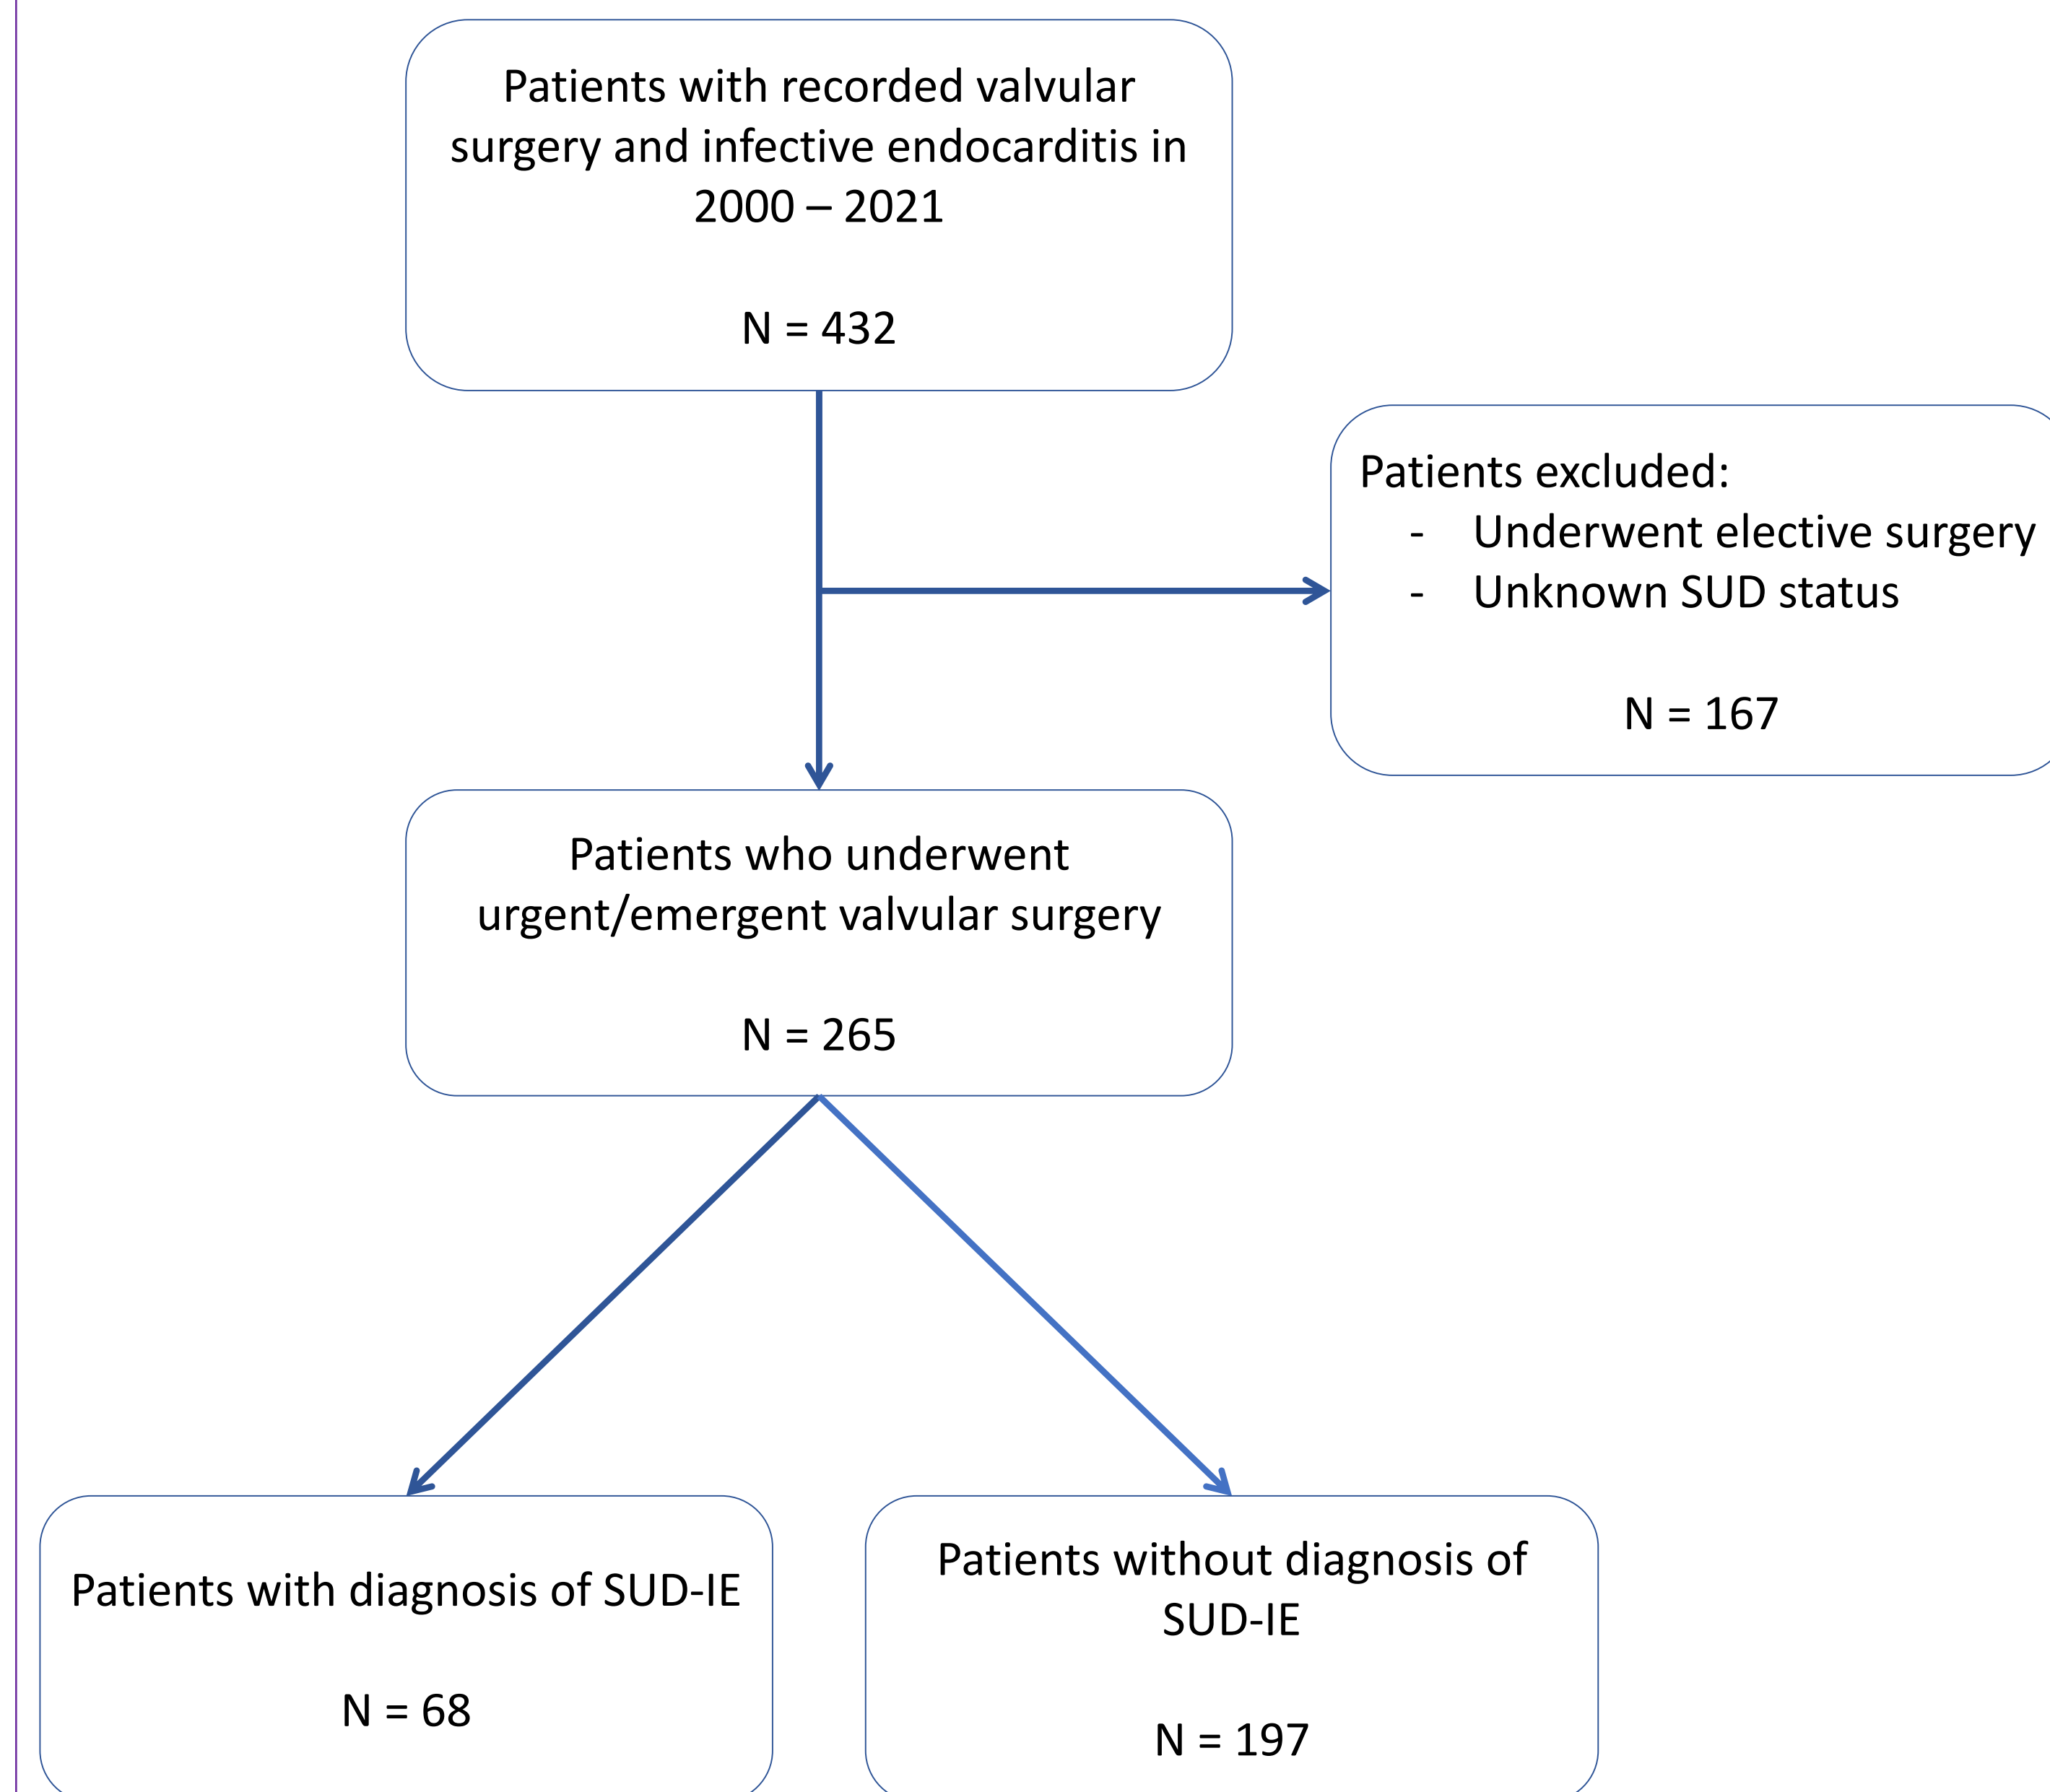 Patients with recorded valvular
surgery and infective endocarditis in
2000 – 2021
N = 432
Patients excluded:
- Underwent elective surgery
- Unknown SUD status
N = 167
Patients who underwent
urgent/emergent valvular surgery
N = 265
Patients with diagnosis of SUD-IE
N = 68
Patients without diagnosis of
SUD-IE
N = 197